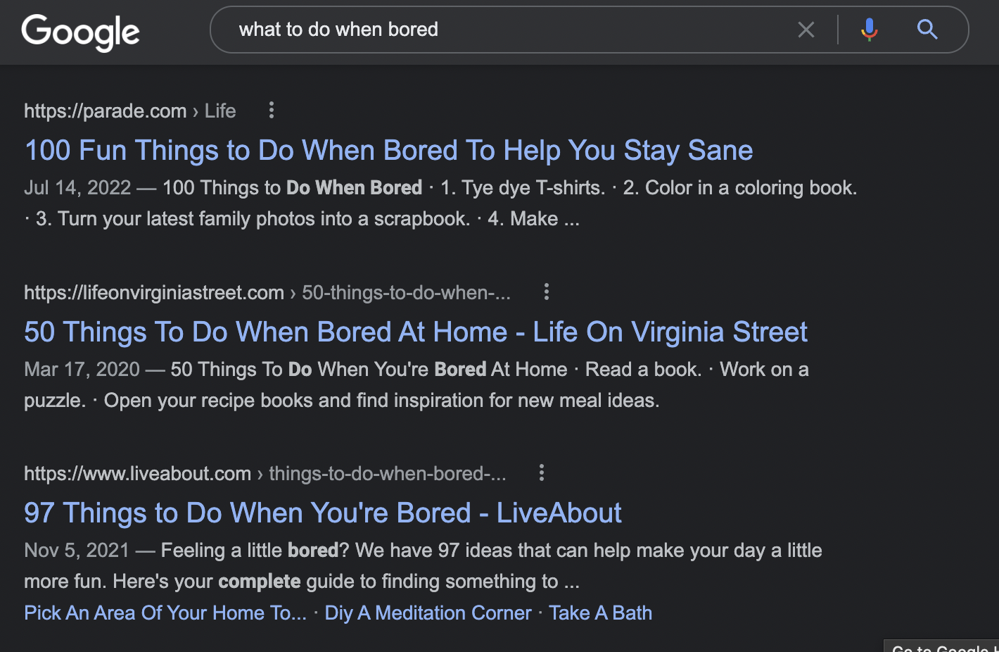 Google
what to do when bored
https://parade.com › Life
100 Fun Things to Do When Bored To Help You Stay Sane
Jul 14, 2022 — 100 Things to Do When Bored · 1. Tye dye T-shirts. · 2. Color in a coloring book.
· 3. Turn your latest family photos into a scrapbook. · 4. Make ...
https://lifeonvirginiastreet.com › 50-things-to-do-when-...
50 Things To Do When Bored At Home - Life On Virginia Street
Mar 17, 2020 — 50 Things To Do When You're Bored At Home · Read a book. · Work on a
puzzle. · Open your recipe books and find inspiration for new meal ideas.
https://www.liveabout.com › things-to-do-when-bored-...
97 Things to Do When You're Bored - LiveAbout
Nov 5, 2021 — Feeling a little bored? We have 97 ideas that can help make your day a little
more fun. Here's your complete guide to finding something to ...
Pick An Area Of Your Home To... · Diy A Meditation Corner · Take A Bath
Go to Google